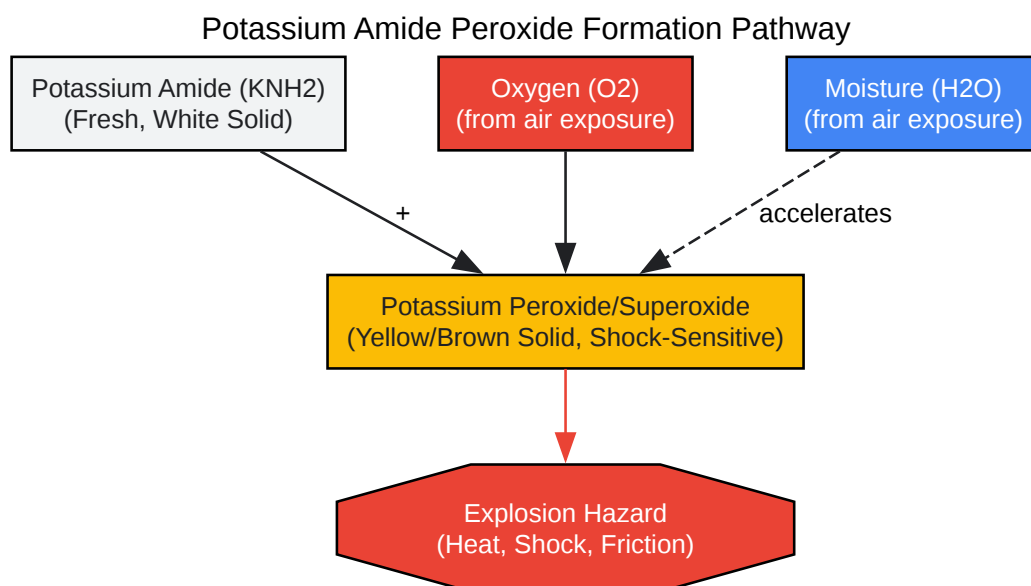 Potassium Amide Peroxide Formation Pathway
Potassium Amide (KNH2)
(Fresh, White Solid)
Oxygen (O2)
(from air exposure)
Moisture (H2O)
(from air exposure)
+
accelerates
Potassium Peroxide/Superoxide
(Yellow/Brown Solid, Shock-Sensitive)
Explosion Hazard
(Heat, Shock, Friction)